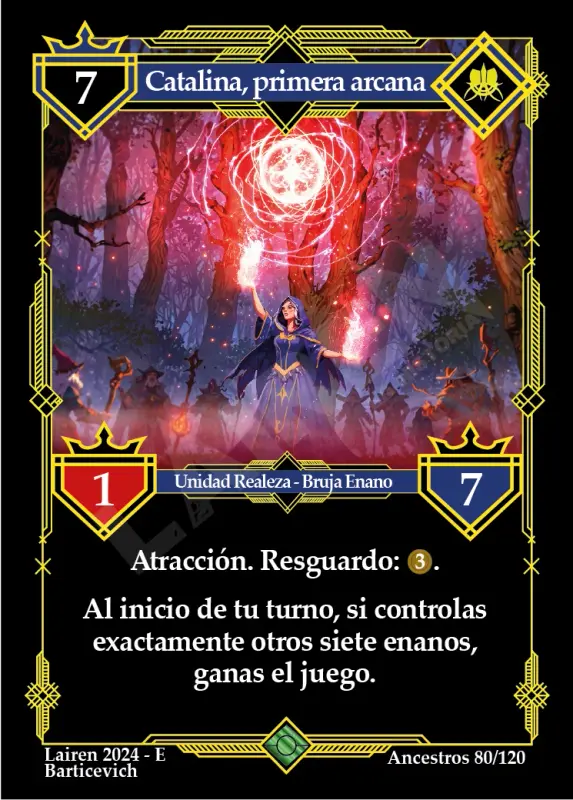 7
Catalina, primera arcana
1
Unidad Realeza - Bruja Enano
7
Atracción. Resguardo: 3.
Al inicio de tu turno, si controlas
exactamente otros siete enanos,
ganas el juego.
Lairen 2024 - E
Barticevich
Ancestros 80/120